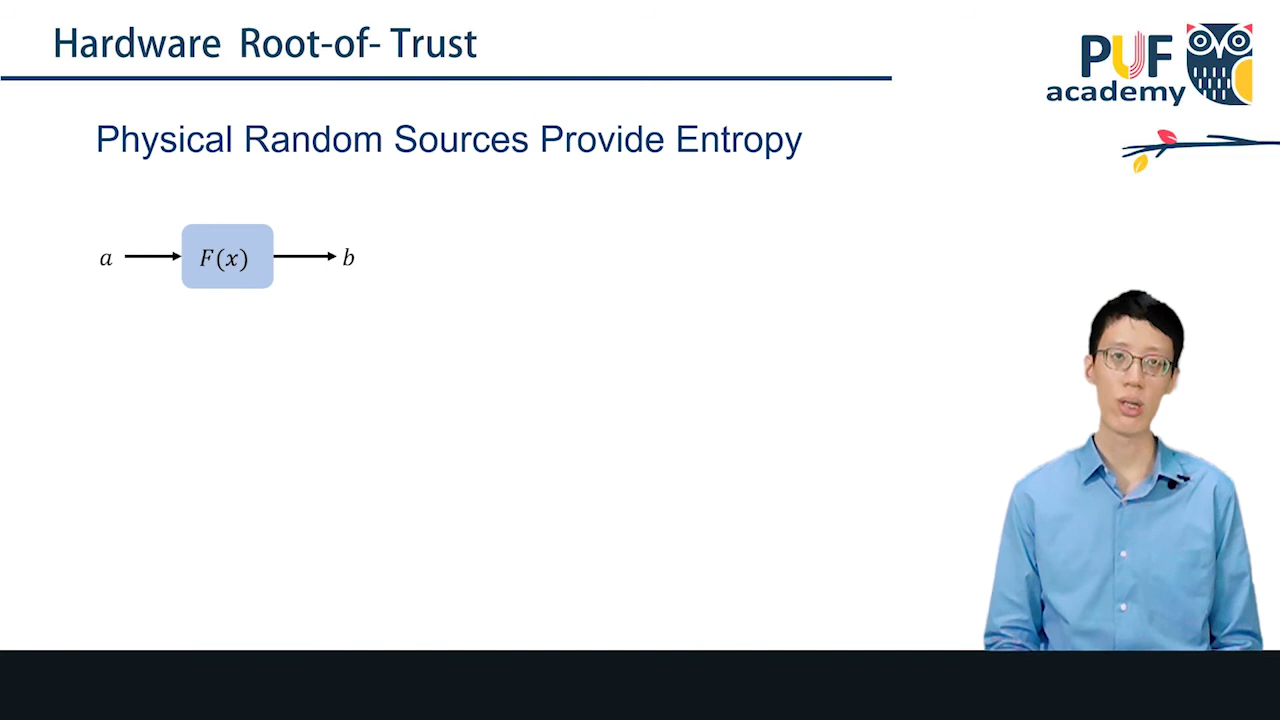 Hardware Root-of- Trust
PUF
academy
Physical Random Sources Provide Entropy
a F(x) b